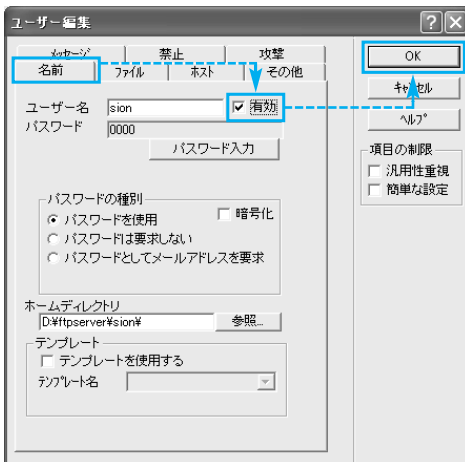 ユーザー編集
メッセージ 禁止 攻撃
名前 ファイル ホスト その他
ユーザー名 sion 有効
パスワード 0000
パスワード入力
パスワードの種別
パスワードを使用 暗号化
パスワードは要求しない
パスワードとしてメールアドレスを要求
ホームディレクトリ
D:¥ftpserver¥sion¥ 参照...
テンプレート
テンプレートを使用する
テンプレート名
OK
キャンセル
ヘルプ
項目の制限
汎用性重視
簡単な設定